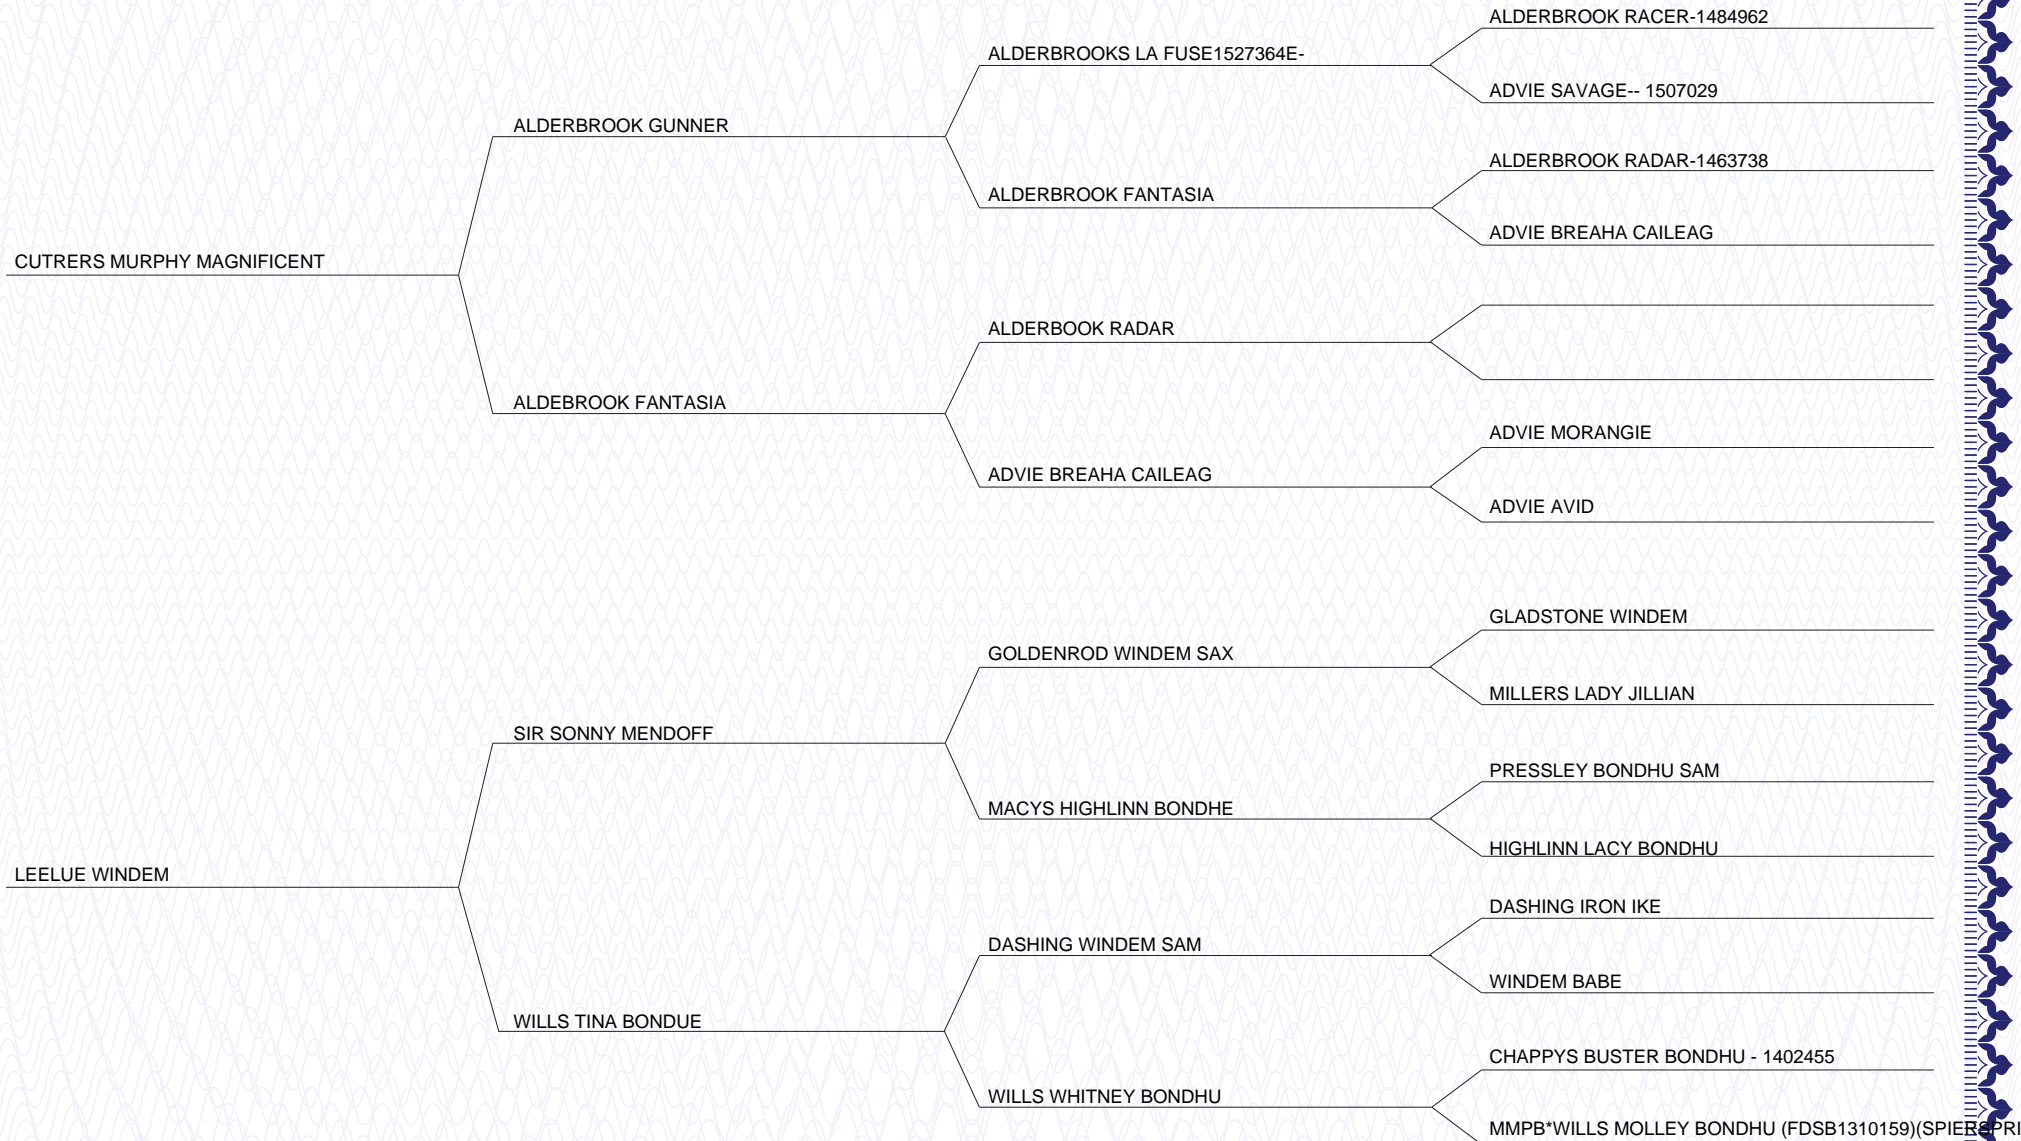 ALDERBROOK RACER-1484962
ALDERBROOKS LA FUSE1527364E-
ADVIE SAVAGE-- 1507029
ALDERBROOK GUNNER
ALDERBROOK RADAR-1463738
ALDERBROOK FANTASIA
ADVIE BREAHA CAILEAG
CUTRERS MURPHY MAGNIFICENT
ALDERBOOK RADAR
ALDEBROOK FANTASIA
ADVIE MORANGIE
ADVIE BREAHA CAILEAG
ADVIE AVID
GLADSTONE WINDEM
GOLDENROD WINDEM SAX
MILLERS LADY JILLIAN
SIR SONNY MENDOFF
PRESSLEY BONDHU SAM
MACYS HIGHLINN BONDHE
HIGHLINN LACY BONDHU
LEELUE WINDEM
DASHING IRON IKE
DASHING WINDEM SAM
WINDEM BABE
WILLS TINA BONDUE
CHAPPYS BUSTER BONDHU - 1402455
WILLS WHITNEY BONDHU
MMPB*WILLS MOLLEY BONDHU (FDSB1310159)(SPIERSPRI